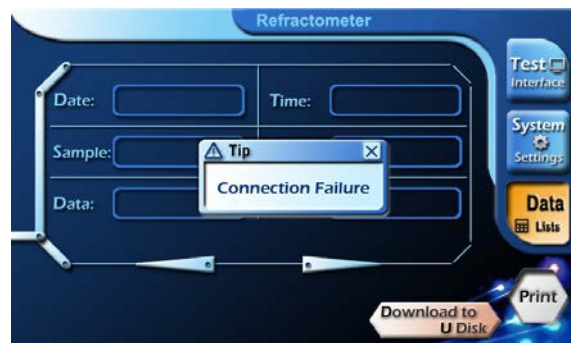 Refractometer
Date:
Time:
Sample:
Data:
Tip
Connection Failure
Test
Interface
System
Settings
Data
Lists
Download to
U Disk
Print